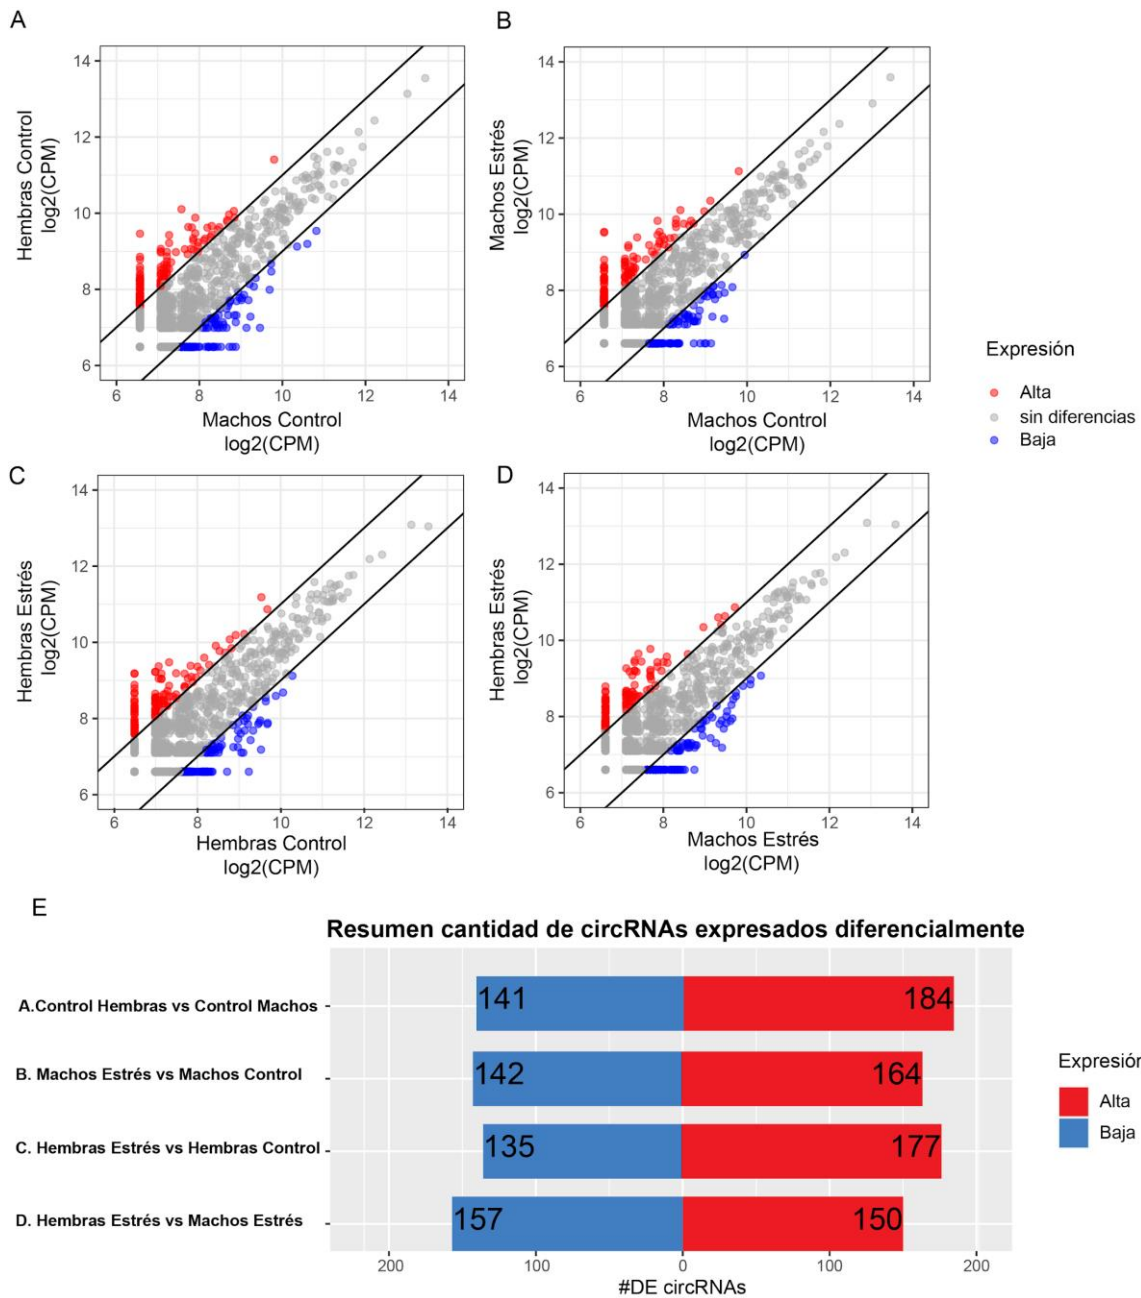 A
Hembras Control
log2(CPM)
14
12
10
8
6
6 8 10 12 14
Machos Control
log2(CPM)
B
Machos Estrés
log2(CPM)
14
12
10
8
6
6 8 10 12 14
Machos Control
log2(CPM)
Expresión
Alta
sin diferencias
Baja
C
Hembras Estrés
log2(CPM)
14
12
10
8
6
6 8 10 12 14
Hembras Control
log2(CPM)
D
Hembras Estrés
log2(CPM)
14
12
10
8
6
6 8 10 12 14
Machos Estrés
log2(CPM)
E
Resumen cantidad de circRNAs expresados diferencialmente
A.Control Hembras vs Control Machos 141 184
B. Machos Estrés vs Machos Control 142 164
C. Hembras Estrés vs Hembras Control 135 177
D. Hembras Estrés vs Machos Estrés 157 150
200 100 0 100 200
#DE circRNAs
Expresión
Alta
Baja